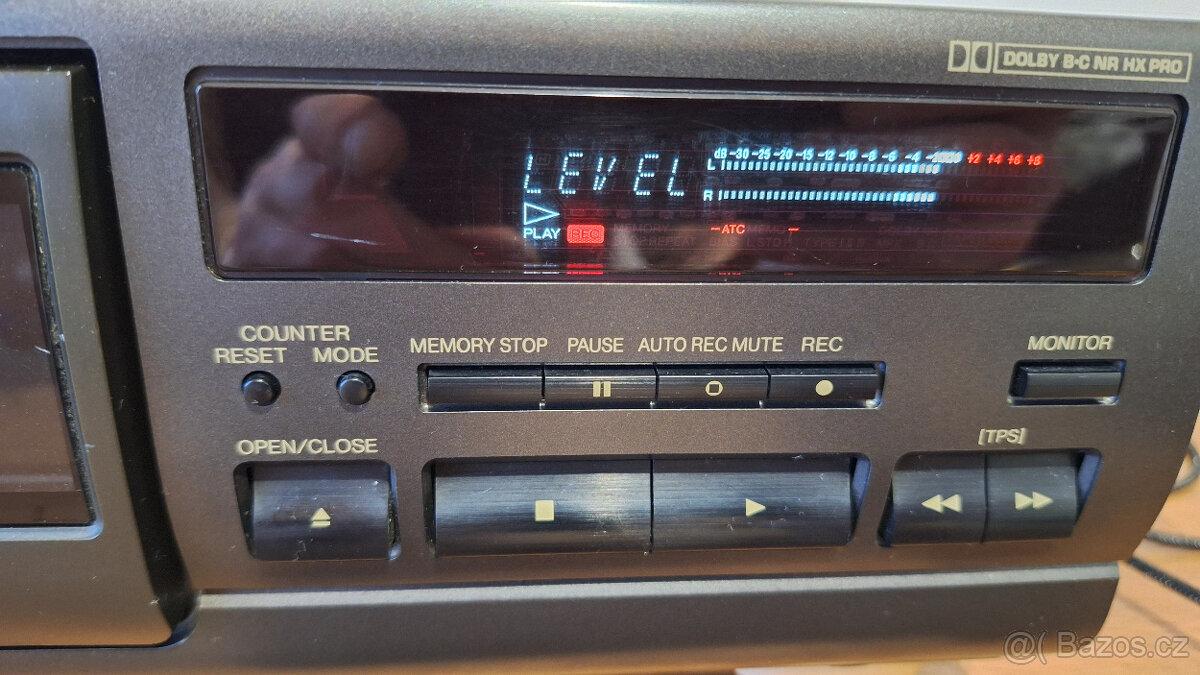 DOLBY B·C NR HX PRO
LEVEL
dB -30 -25 -20 -15 -12 -10 -8 -6 -4 +2 +4 +6 +8
L
R
PLAY REC
ATC
COUNTER
RESET MODE
MEMORY STOP PAUSE AUTO REC MUTE REC
MONITOR
OPEN/CLOSE
[TPS]
Bazos.cz